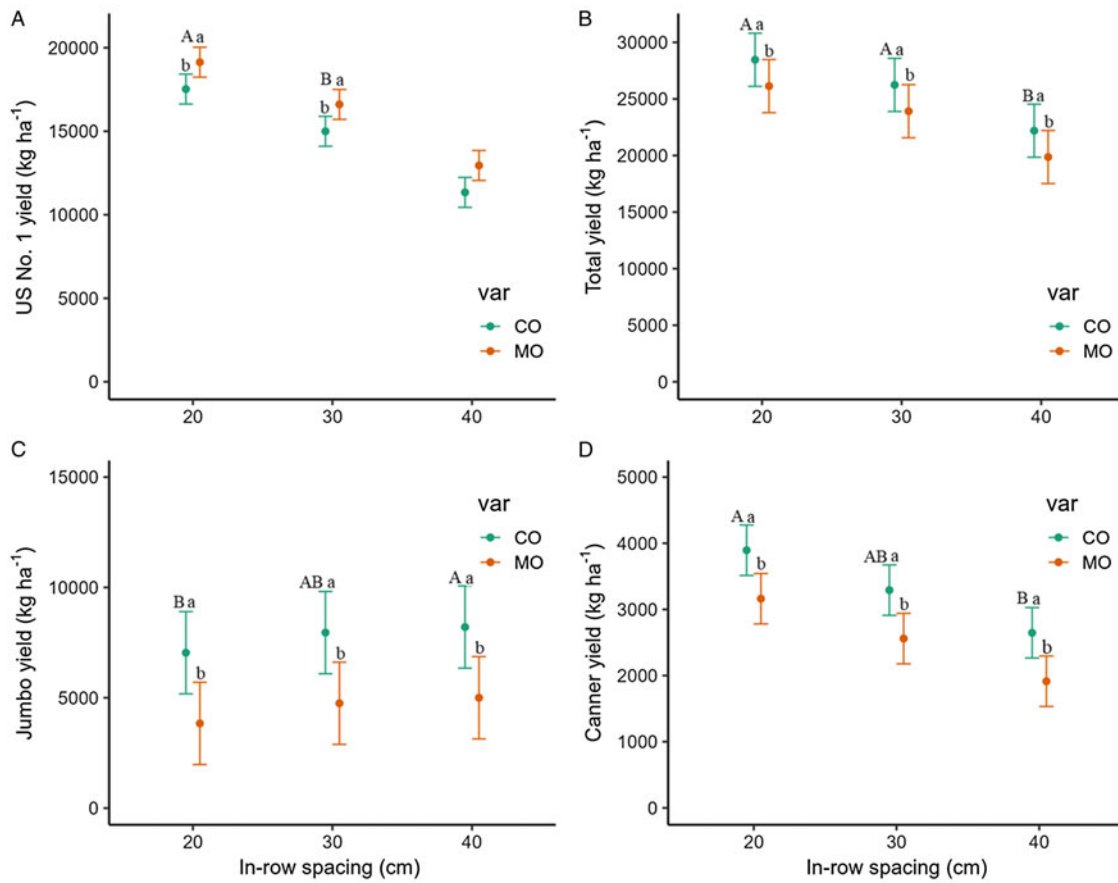 A
US No. 1 yield (kg ha-1)
20000
15000
10000
5000
0
A a
b
B a
b
var
CO
MO
20
30
40
B
Total yield (kg ha-1)
30000
25000
20000
15000
10000
5000
0
A a
b
A a
b
B a
b
var
CO
MO
20
30
40
C
Jumbo yield (kg ha-1)
15000
10000
5000
0
B a
b
AB a
b
A a
b
var
CO
MO
20
30
40
In-row spacing (cm)
D
Canner yield (kg ha-1)
5000
4000
3000
2000
1000
0
A a
b
AB a
b
B a
b
var
CO
MO
20
30
40
In-row spacing (cm)